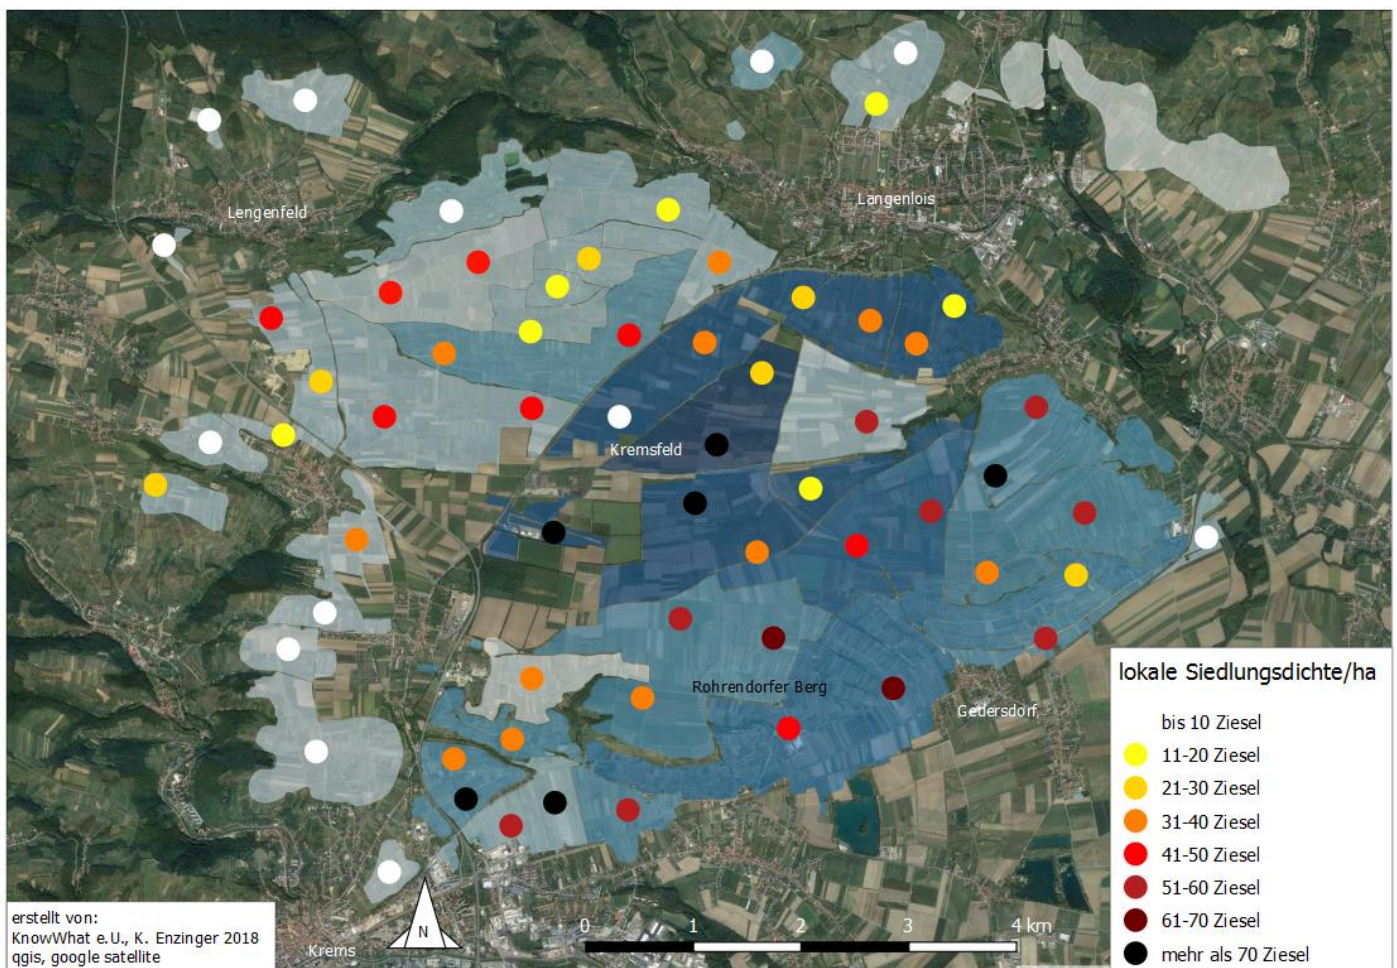 Lengenfeld
Langenlois
Kremsfeld
Rohrendorfer Berg
Gedersdorf
Krems
N
0 1 2 3 4 km
erstellt von:
KnowWhat e.U., K. Enzinger 2018
qgis, google satellite
lokale Siedlungsdichte/ha
bis 10 Ziesel
11-20 Ziesel
21-30 Ziesel
31-40 Ziesel
41-50 Ziesel
51-60 Ziesel
61-70 Ziesel
mehr als 70 Ziesel